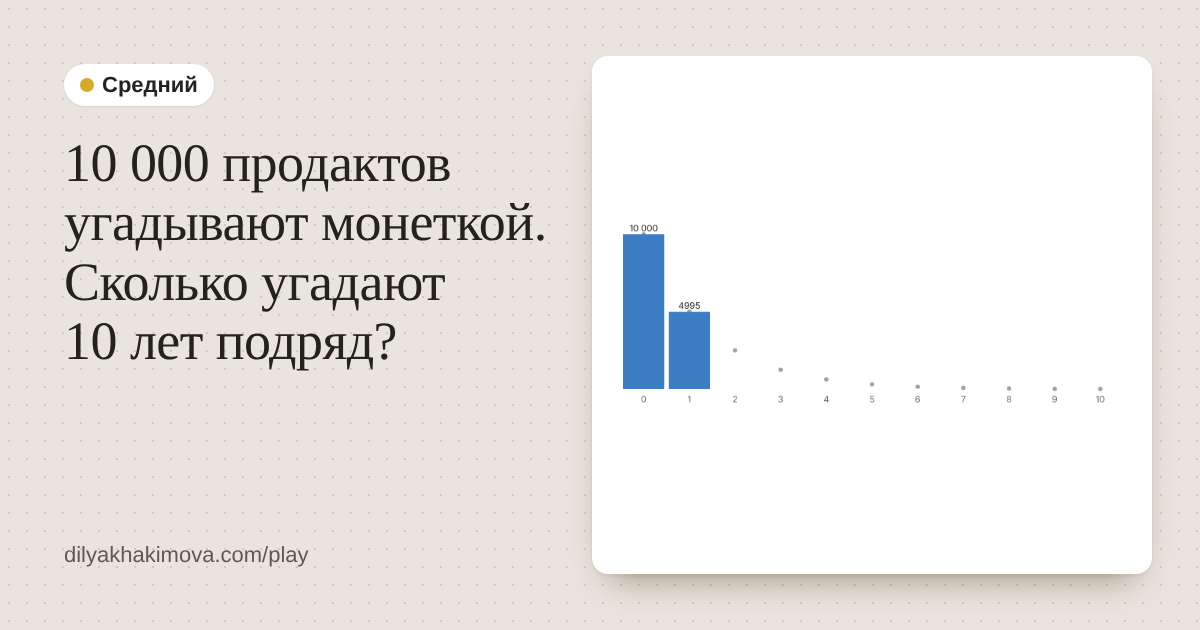 Средний
10 000 продактов
угадывают монеткой.
Сколько угадают
10 лет подряд?
dilyakhakimova.com/play
10 000
4995
0 1 2 3 4 5 6 7 8 9 10